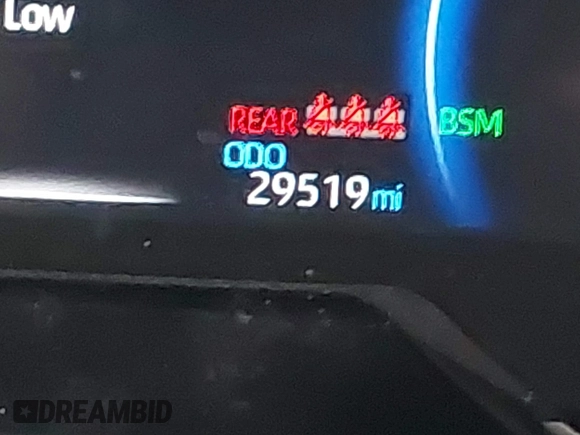 Low
REAR BSM
ODO
29519 mi
DREAMBID